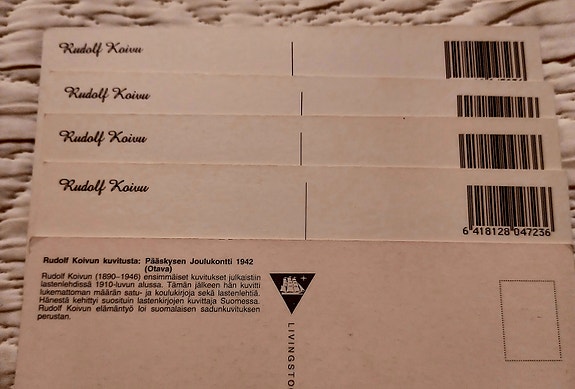 Rudolf Koivu
Rudolf Koivu
Rudolf Koivu
Rudolf Koivu
6 418128 047236
Rudolf Koivun kuvitusta: Pääskysen Joulukontti 1942
(Otava)
Rudolf Koivun (1890–1946) ensimmäiset kuvitukset julkaistiin
lastenlehdissä 1910-luvun alussa. Tämän jälkeen hän kuvitti
lukemattoman määrän satu- ja koulukirjoja sekä lastenlehtiä.
Hänestä kehittyi suosituin lastenkirjojen kuvittaja Suomessa.
Rudolf Koivun elämäntyö loi suomalaisen sadunkuvituksen
perustan.
LIVINGSTO